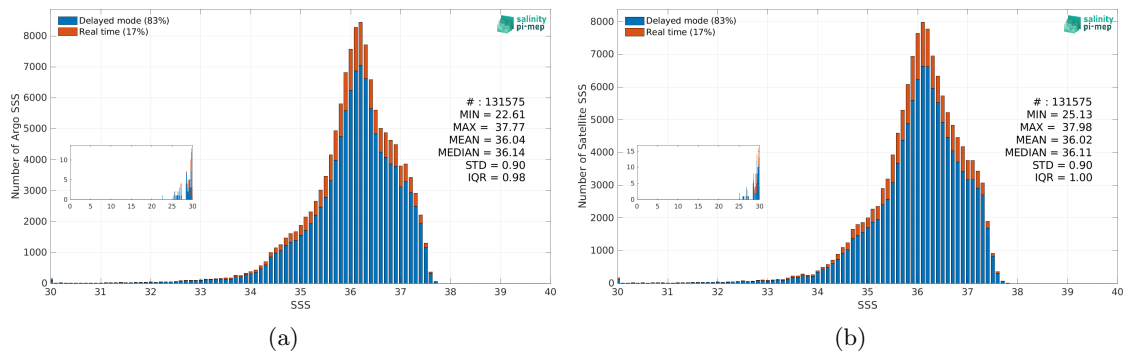 Delayed mode (83%)
Real time (17%)
salinity
pi-mep
Number of Argo SSS
8000
7000
6000
5000
4000
3000
2000
1000
0
# : 131575
MIN = 22.61
MAX = 37.77
MEAN = 36.04
MEDIAN = 36.14
STD = 0.90
IQR = 0.98
10
5
0
0 5 10 15 20 25 30
30 31 32 33 34 35 36 37 38 39 40
SSS
(a)
Delayed mode (83%)
Real time (17%)
salinity
pi-mep
Number of Satellite SSS
8000
7000
6000
5000
4000
3000
2000
1000
0
# : 131575
MIN = 25.13
MAX = 37.98
MEAN = 36.02
MEDIAN = 36.11
STD = 0.90
IQR = 1.00
15
10
5
0
0 5 10 15 20 25 30
30 31 32 33 34 35 36 37 38 39 40
SSS
(b)